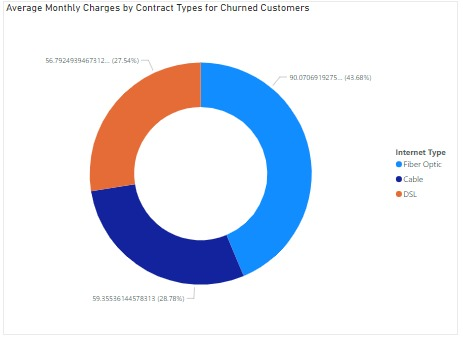 Average Monthly Charges by Contract Types for Churned Customers
56.7924939467312... (27.54%)
90.0706919275... (43.68%)
Internet Type
Fiber Optic
Cable
DSL
59.35536144578313 (28.78%)